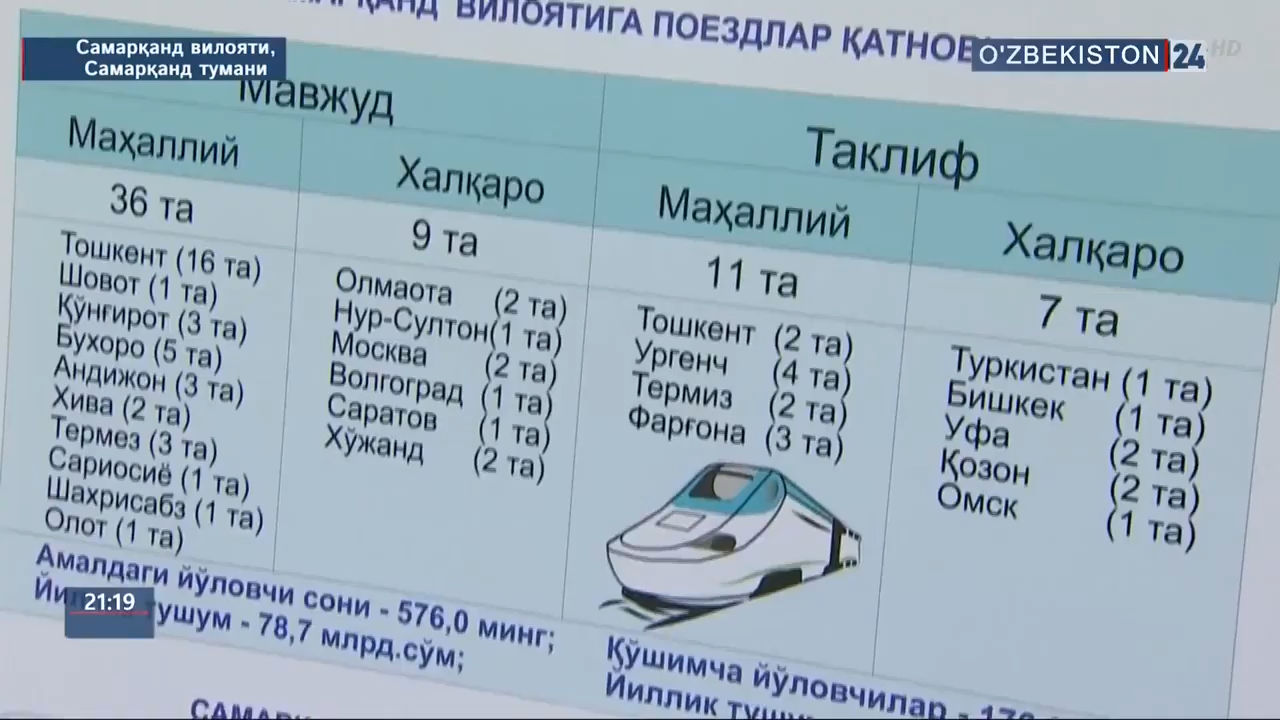 ВИЛОЯТИГА ПОЕЗДЛАР
Самарқанд вилояти,
Самарқанд тумани
O'ZBEKISTON 24
HD
Мавжуд
Таклиф
Маҳаллий
Халқаро
Маҳаллий
Халқаро
36 та
9 та
11 та
7 та
Тошкент (16 та)
Шовот (1 та)
Қўнғирот (3 та)
Бухоро (5 та)
Андижон (3 та)
Хива (2 та)
Термез (3 та)
Сариосиё (1 та)
Шахрисабз (1 та)
Олот (1 та)
Олмаота (2 та)
Нур-Султон(1 та)
Москва (2 та)
Волгоград (1 та)
Саратов (1 та)
Хўжанд (2 та)
Тошкент (2 та)
Ургенч (4 та)
Термиз (2 та)
Фарғона (3 та)
Туркистан (1 та)
Бишкек (1 та)
Уфа (2 та)
Қозон (2 та)
Омск (1 та)
Амалдаги йўловчи сони - 576,0 минг;
- 78,7 млрд.сўм;
Қўшимча йўловчилар -
Йиллик
21:19